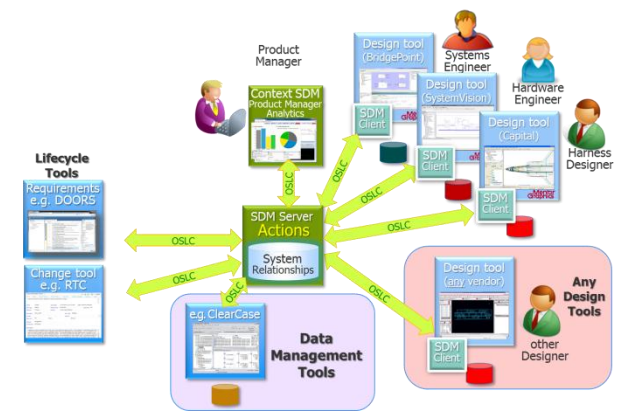 Product
Manager
Context SDM
Product Manager
Analytics
Design tool
(BridgePoint)
SDM
Client
Systems
Engineer
Design tool
(SystemVision)
SDM
Client
Hardware
Engineer
Design tool
(Capital)
SDM
Client
Harness
Designer
Lifecycle
Tools
Requirements
e.g. DOORS
Change tool
e.g. RTC
OSLC
OSLC
OSLC
OSLC
OSLC
OSLC
OSLC
OSLC
SDM Server
Actions
System
Relationships
e.g. ClearCase
Data
Management
Tools
Design tool
(any vendor)
SDM
Client
other
Designer
Any
Design
Tools